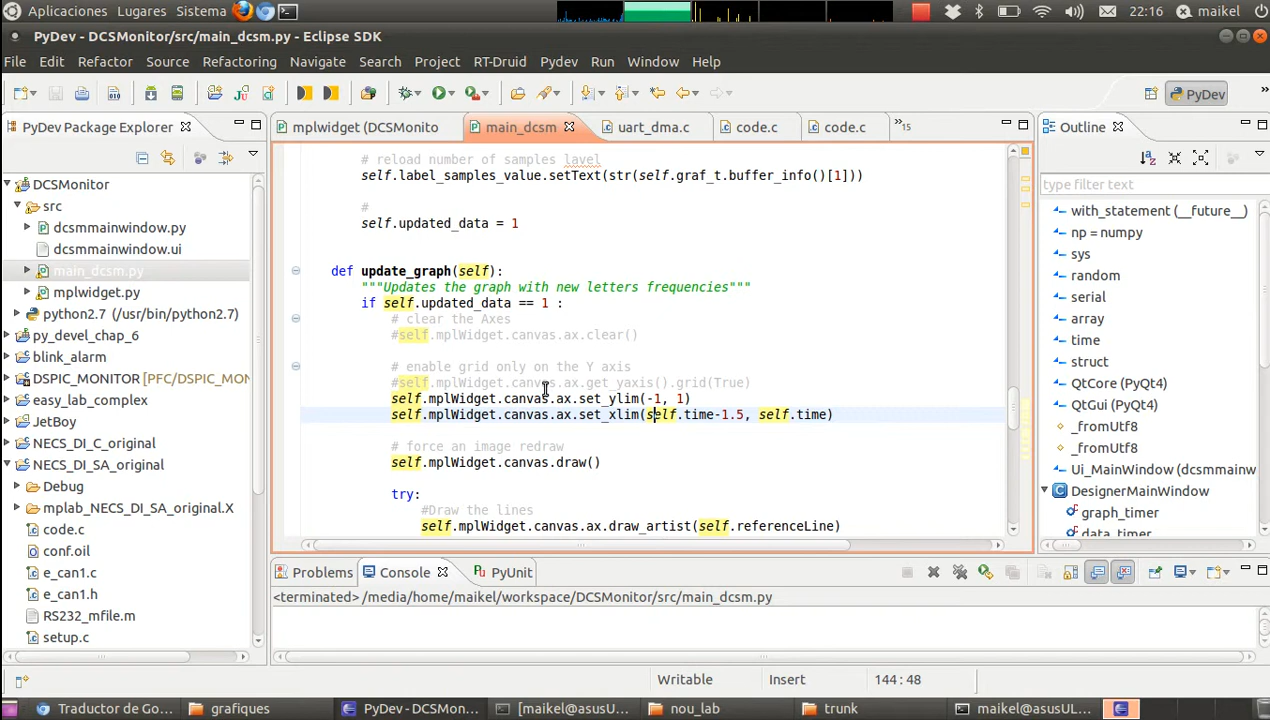 Aplicaciones Lugares Sistema 22:16 maikel
PyDev - DCSMonitor/src/main_dcsm.py - Eclipse SDK
File Edit Refactor Source Refactoring Navigate Search Project RT-Druid Pydev Run Window Help
PyDev
PyDev Package Explorer
mplwidget (DCSMonito
main_dcsm
uart_dma.c
code.c
code.c
»15
Outline
type filter text
DCSMonitor
src
dcsmmainwindow.py
dcsmmainwindow.ui
main_dcsm.py
mplwidget.py
python2.7 (/usr/bin/python2.7)
py_devel_chap_6
blink_alarm
DSPIC_MONITOR [PFC/DSPIC_MON
easy_lab_complex
JetBoy
NECS_DI_C_original
NECS_DI_SA_original
Debug
mplab_NECS_DI_SA_original.X
code.c
conf.oil
e_can1.c
e_can1.h
RS232_mfile.m
setup.c
# reload number of samples lavel
self.label_samples_value.setText(str(self.graf_t.buffer_info()[1]))
#
self.updated_data = 1
def update_graph(self):
"""Updates the graph with new letters frequencies"""
if self.updated_data == 1 :
# clear the Axes
#self.mplWidget.canvas.ax.clear()
# enable grid only on the Y axis
#self.mplWidget.canvas.ax.get_yaxis().grid(True)
self.mplWidget.canvas.ax.set_ylim(-1, 1)
self.mplWidget.canvas.ax.set_xlim(self.time-1.5, self.time)
# force an image redraw
self.mplWidget.canvas.draw()
try:
#Draw the lines
self.mplWidget.canvas.ax.draw_artist(self.referenceLine)
with_statement (__future__)
np = numpy
sys
random
serial
array
time
struct
QtCore (PyQt4)
QtGui (PyQt4)
_fromUtf8
_fromUtf8
Ui_MainWindow (dcsmmainw
DesignerMainWindow
graph_timer
data_timer
Problems Console PyUnit
<terminated> /media/home/maikel/workspace/DCSMonitor/src/main_dcsm.py
Writable Insert 144 : 48
Traductor de Go... grafiques PyDev - DCSMon... [maikel@asusUL... nou_lab trunk maikel@asusUL...